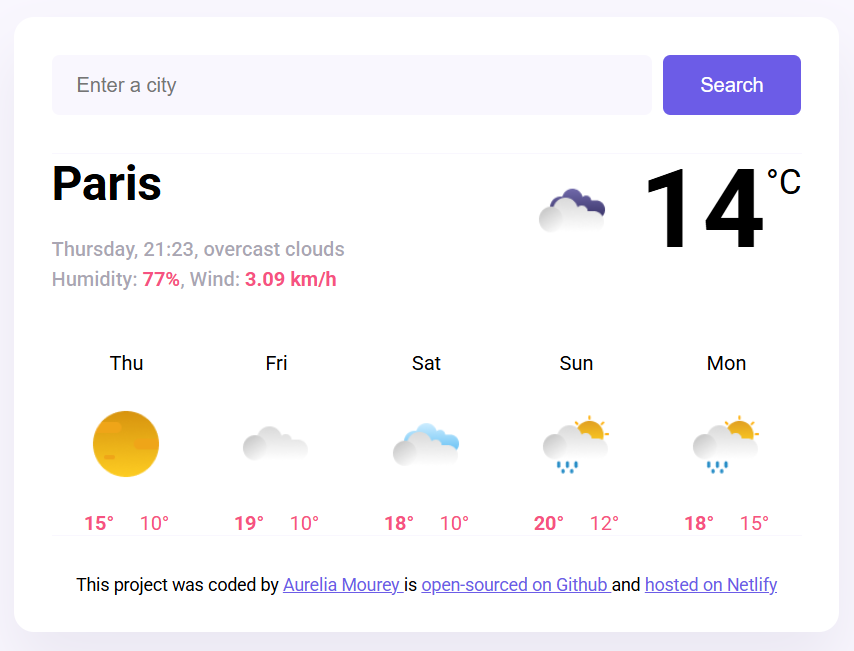 Enter a city
Search
Paris
14 °C
Thursday, 21:23, overcast clouds
Humidity: 77%, Wind: 3.09 km/h
Thu Fri Sat Sun Mon
15° 10° 19° 10° 18° 10° 20° 12° 18° 15°
This project was coded by Aurelia Mourey is open-sourced on Github and hosted on Netlify